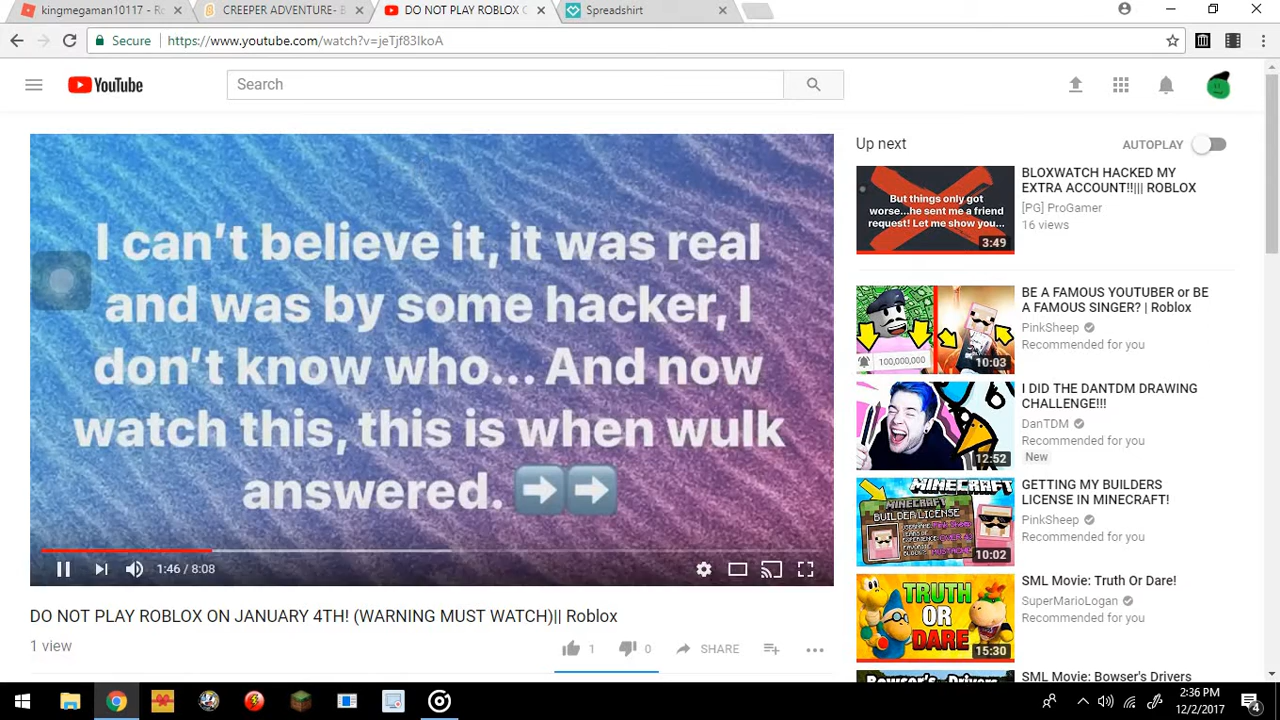 kingmegaman10117 -
CREEPER ADVENTURE- B
DO NOT PLAY ROBLOX O
Spreadshirt
Secure
https://www.youtube.com/watch?v=jeTjf83IkoA
YouTube
Search
I can't believe it, it was real
and was by some hacker, I
don't know who...And now
watch this, this is when wulk
answered. ➡️➡️
1:46 / 8:08
DO NOT PLAY ROBLOX ON JANUARY 4TH! (WARNING MUST WATCH)|| Roblox
1 view
1
0
SHARE
Up next
AUTOPLAY
But things only got
worse...he sent me a friend
request! Let me show you...
3:49
BLOXWATCH HACKED MY
EXTRA ACCOUNT!!||| ROBLOX
[PG] ProGamer
16 views
100,000,000
10:03
BE A FAMOUS YOUTUBER or BE
A FAMOUS SINGER? | Roblox
PinkSheep
Recommended for you
12:52
I DID THE DANTDM DRAWING
CHALLENGE!!!
DanTDM
Recommended for you
New
MINECRAFT
BUILDER LICENSE
10:02
GETTING MY BUILDERS
LICENSE IN MINECRAFT!
PinkSheep
Recommended for you
TRUTH
OR
DARE
15:30
SML Movie: Truth Or Dare!
SuperMarioLogan
Recommended for you
SML Movie: Bowser's Drivers
2:36 PM
12/2/2017
4